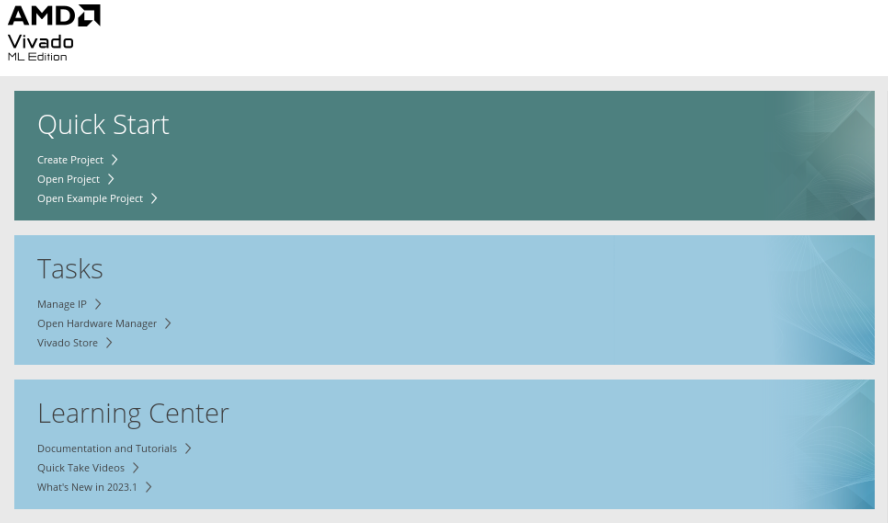 AMD
Vivado
ML Edition
Quick Start
Create Project
Open Project
Open Example Project
Tasks
Manage IP
Open Hardware Manager
Vivado Store
Learning Center
Documentation and Tutorials
Quick Take Videos
What's New in 2023.1